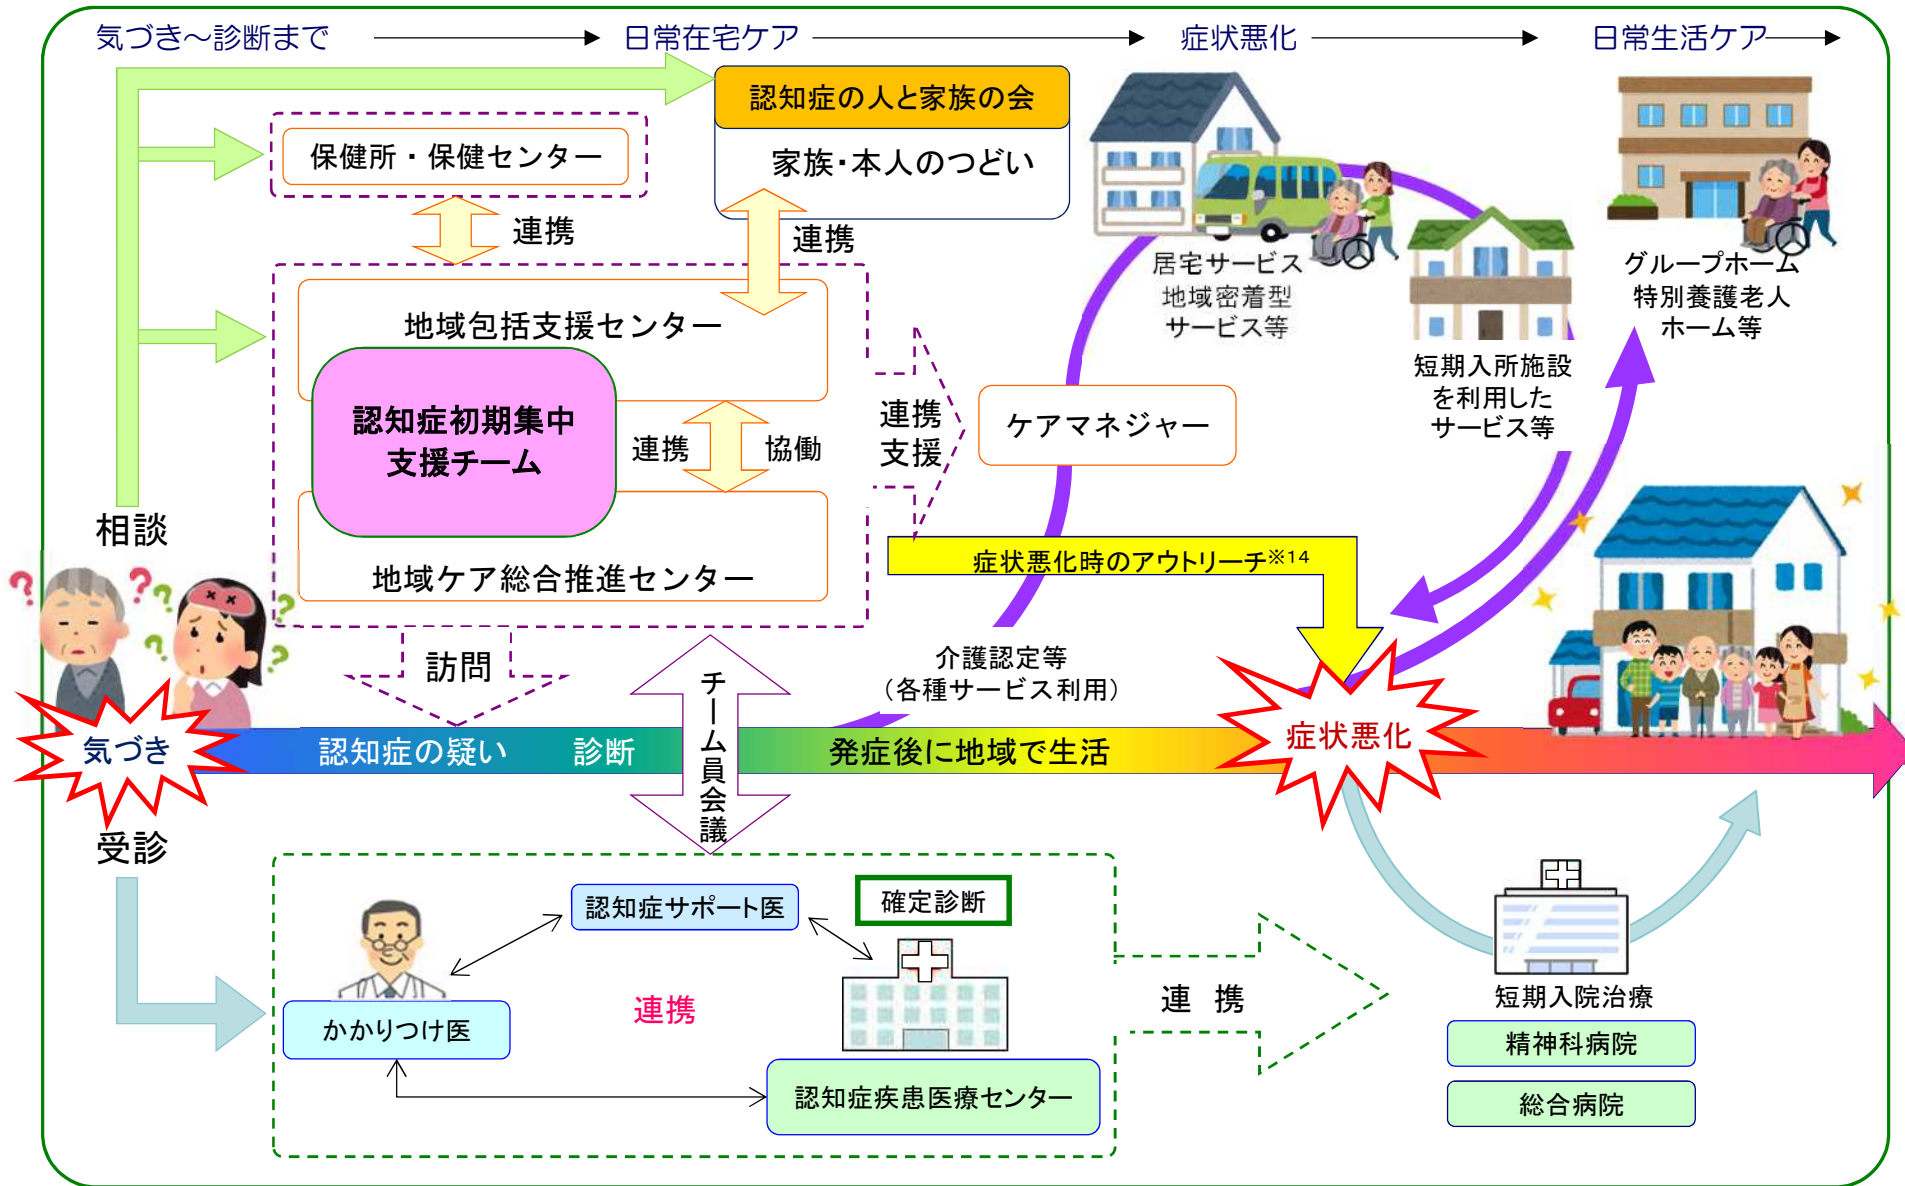 気づき～診断まで
日常在宅ケア
症状悪化
日常生活ケア
認知症の人と家族の会
家族・本人のつどい
保健所・保健センター
連携
連携
地域包括支援センター
認知症初期集中
支援チーム
連携
協働
地域ケア総合推進センター
連携
支援
ケアマネジャー
居宅サービス
地域密着型
サービス等
短期入所施設
を利用した
サービス等
グループホーム
特別養護老人
ホーム等
相談
症状悪化時のアウトリーチ※14
訪問
チーム員会議
介護認定等
（各種サービス利用）
気づき
認知症の疑い
診断
発症後に地域で生活
症状悪化
受診
認知症サポート医
確定診断
かかりつけ医
連携
認知症疾患医療センター
連 携
短期入院治療
精神科病院
総合病院